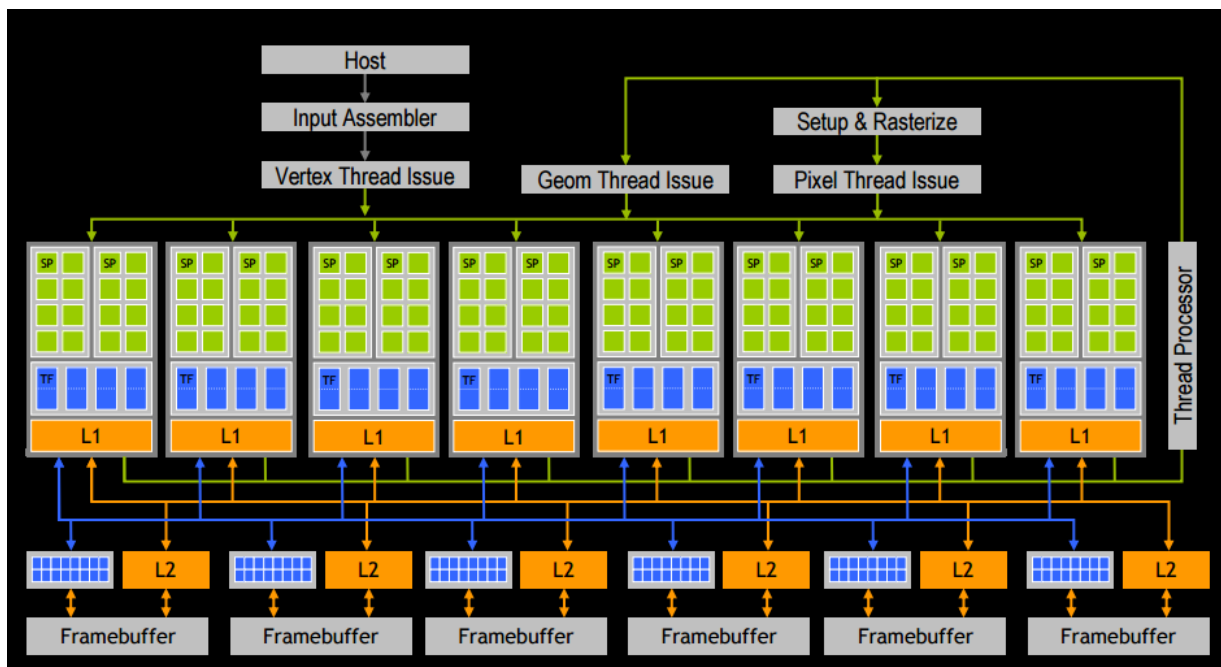 Host
Input Assembler
Setup & Rasterize
Vertex Thread Issue
Geom Thread Issue
Pixel Thread Issue
SP SP SP SP SP SP SP SP SP SP SP SP SP SP SP SP
Thread Processor
TF TF TF TF TF TF TF TF
L1 L1 L1 L1 L1 L1 L1 L1
L2 L2 L2 L2 L2 L2
Framebuffer Framebuffer Framebuffer Framebuffer Framebuffer Framebuffer